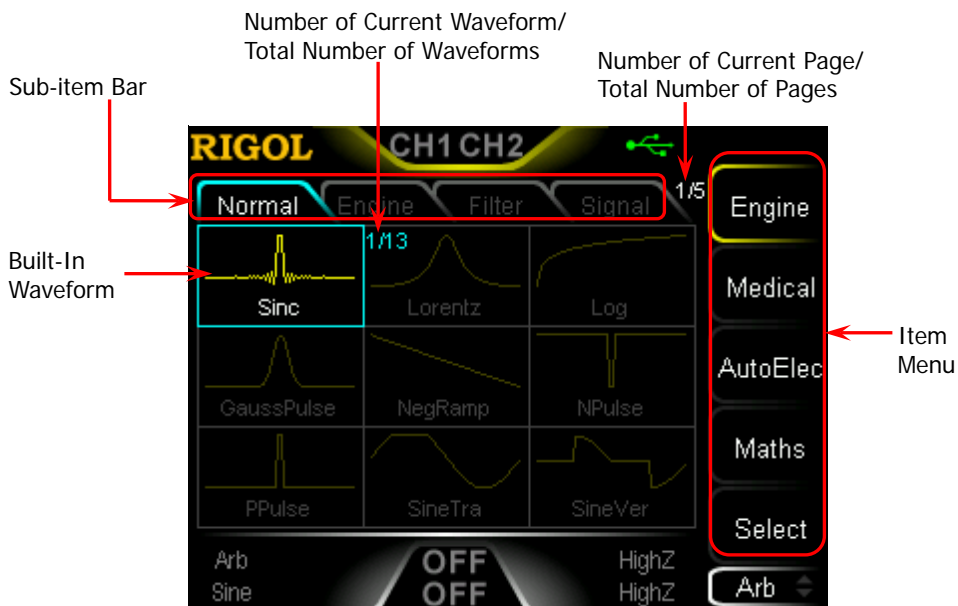 Number of Current Waveform/
Total Number of Waveforms
Number of Current Page/
Total Number of Pages
Sub-item Bar
RIGOL CH1 CH2
Normal Engine Filter Signal 1/5
Engine
1/13
Built-In
Waveform
Sinc Lorentz Log
Medical
Item
Menu
AutoElec
GaussPulse NegRamp NPulse
Maths
PPulse SineTra SineVer
Select
Arb OFF HighZ
Sine OFF HighZ
Arb